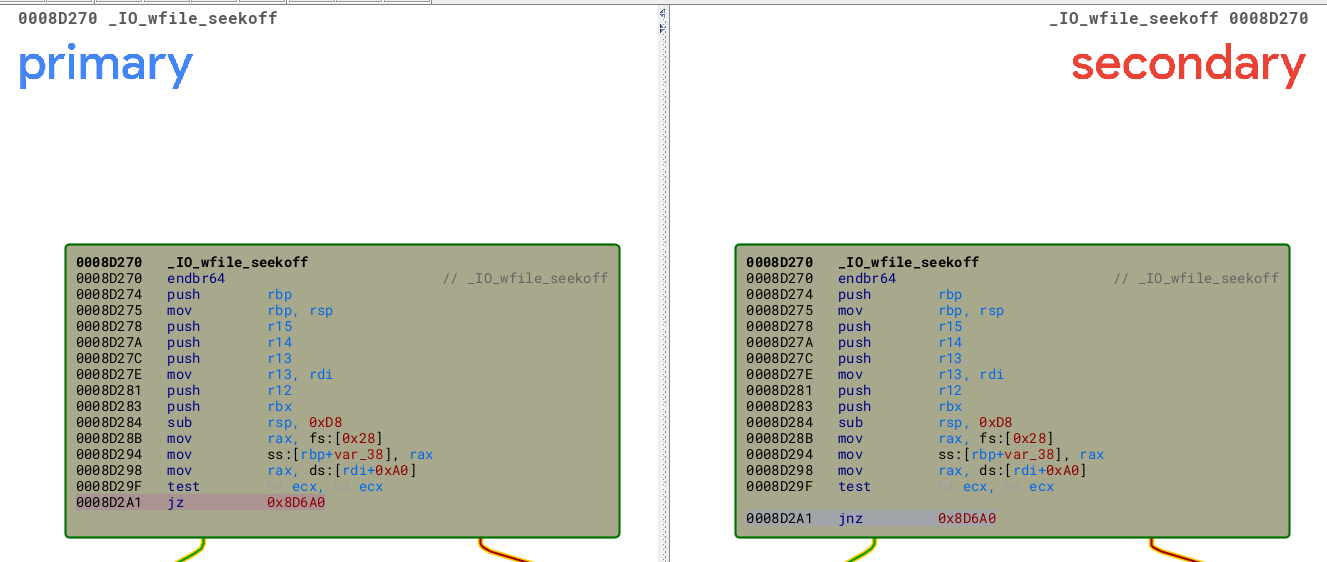 0008D270 _IO_wfile_seekoff
primary
0008D270 _IO_wfile_seekoff
0008D270 endbr64 // _IO_wfile_seekoff
0008D274 push rbp
0008D275 mov rbp, rsp
0008D278 push r15
0008D27A push r14
0008D27C push r13
0008D27E mov r13, rdi
0008D281 push r12
0008D283 push rbx
0008D284 sub rsp, 0xD8
0008D28B mov rax, fs:[0x28]
0008D294 mov ss:[rbp+var_38], rax
0008D298 mov rax, ds:[rdi+0xA0]
0008D29F test b4 ecx, b4 ecx
0008D2A1 jz 0x8D6A0
_IO_wfile_seekoff 0008D270
secondary
0008D270 _IO_wfile_seekoff
0008D270 endbr64 // _IO_wfile_seekoff
0008D274 push rbp
0008D275 mov rbp, rsp
0008D278 push r15
0008D27A push r14
0008D27C push r13
0008D27E mov r13, rdi
0008D281 push r12
0008D283 push rbx
0008D284 sub rsp, 0xD8
0008D28B mov rax, fs:[0x28]
0008D294 mov ss:[rbp+var_38], rax
0008D298 mov rax, ds:[rdi+0xA0]
0008D29F test b4 ecx, b4 ecx
0008D2A1 jnz 0x8D6A0